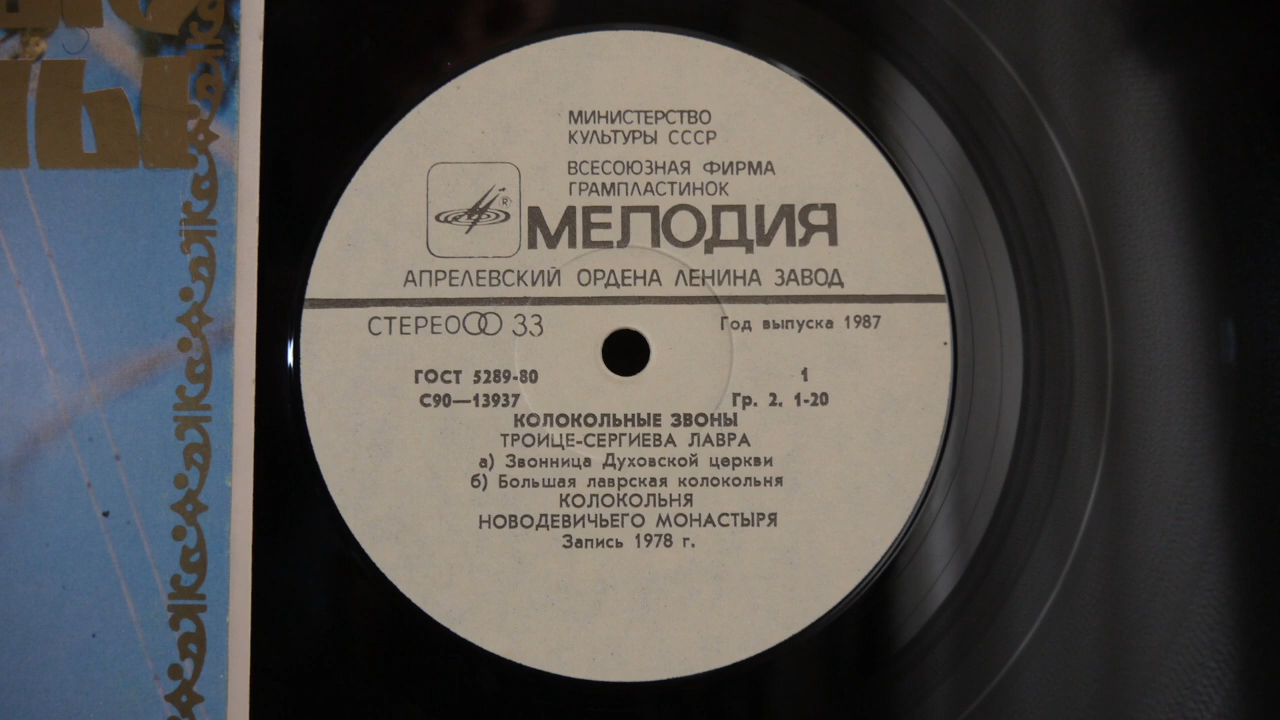 МИНИСТЕРСТВО
КУЛЬТУРЫ СССР
ВСЕСОЮЗНАЯ ФИРМА
ГРАМПЛАСТИНОК
МЕЛОДИЯ
®
АПРЕЛЕВСКИЙ ОРДЕНА ЛЕНИНА ЗАВОД
СТЕРЕО 33
Год выпуска 1987
ГОСТ 5289-80
1
С90—13937
Гр. 2. 1-20
КОЛОКОЛЬНЫЕ ЗВОНЫ
ТРОИЦЕ-СЕРГИЕВА ЛАВРА
а) Звонница Духовской церкви
б) Большая лаврская колокольня
КОЛОКОЛЬНЯ
НОВОДЕВИЧЬЕГО МОНАСТЫРЯ
Запись 1978 г.